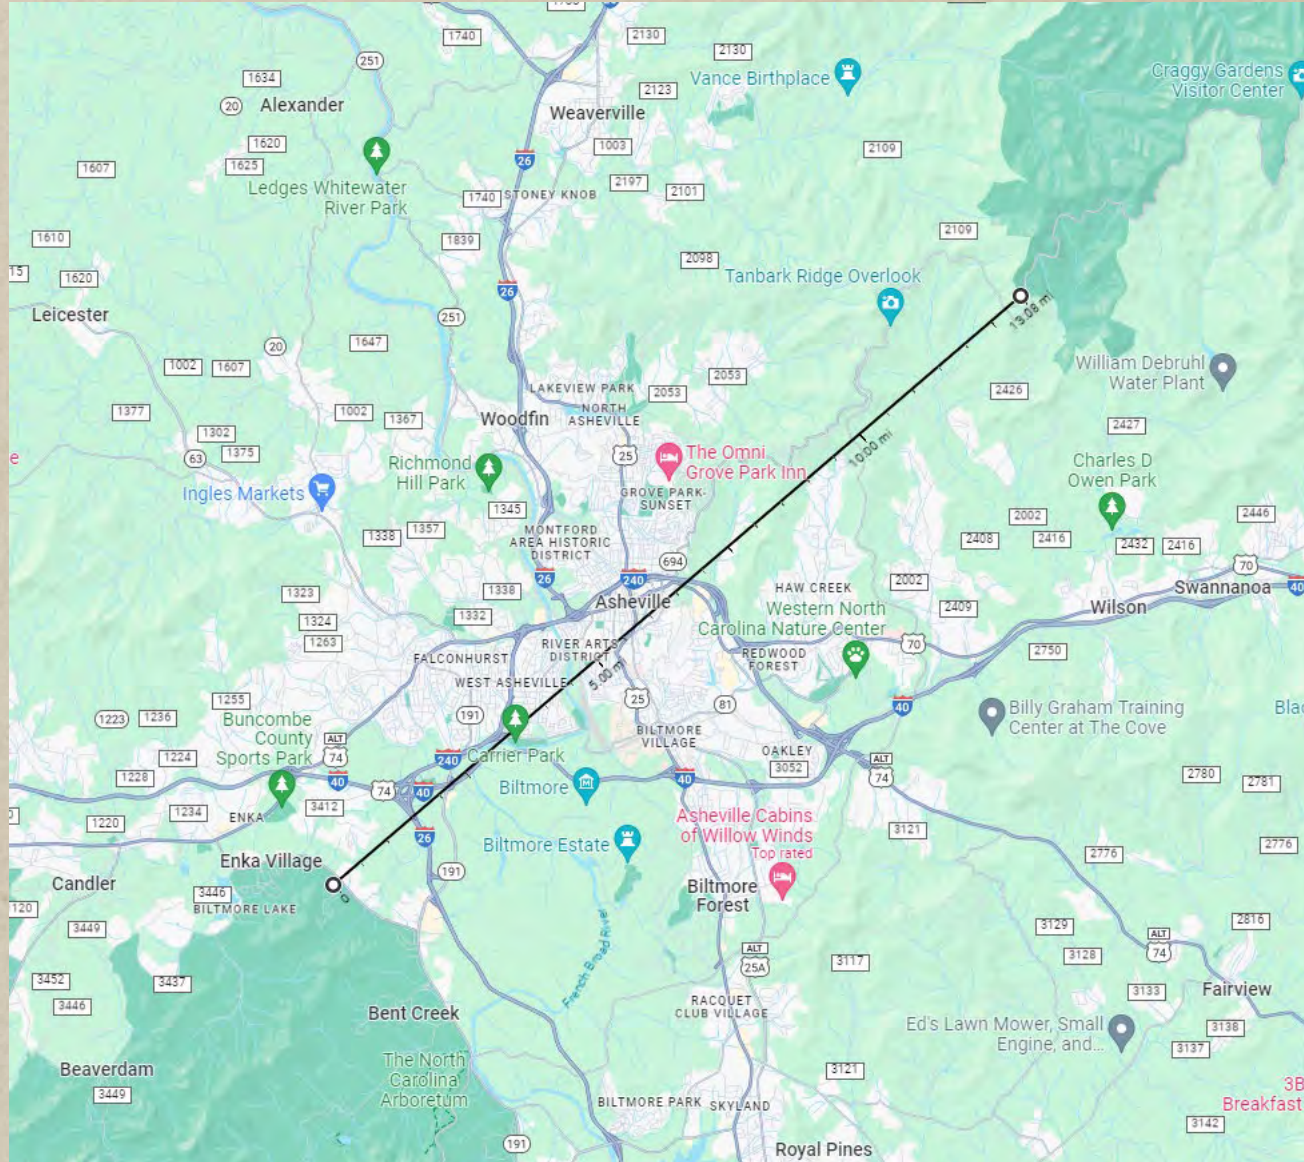 1740
2130
2130
251
Vance Birthplace
Craggy Gardens
Visitor Center
1634
20
Alexander
2123
Weaverville
1620
1003
2109
26
1607
1625
Ledges Whitewater
River Park
2197
2101
1740
STONEY KNOB
1610
1839
2109
2098
15
1620
Tanbark Ridge Overlook
26
13.08 mi
Leicester
251
20
1647
1002
1607
William Debruhl
Water Plant
2053
LAKEVIEW PARK
2053
2426
NORTH
ASHEVILLE
1377
1002
1367
Woodfin
2427
1302
10.00 mi
63
1375
25
e
The Omni
Grove Park Inn
Charles D
Owen Park
Richmond
Hill Park
Ingles Markets
GROVE PARK-
SUNSET
1345
2446
2002
1338
1357
MONTFORD
AREA HISTORIC
DISTRICT
2408
2416
2432
2416
694
70
26
240
2002
Swannanoa
40
1323
1338
HAW CREEK
Asheville
Wilson
1324
1332
Western North
Carolina Nature Center
2409
1263
RIVER ARTS
DISTRICT
70
FALCONHURST
REDWOOD
FOREST
2750
5.00 mi
WEST ASHEVILLE
1255
25
81
40
1223
1236
191
Billy Graham Training
Center at The Cove
Blac
Buncombe
County
Sports Park
BILTMORE
VILLAGE
ALT
74
1224
240
Carrier Park
OAKLEY
ALT
74
1228
40
74
40
Biltmore
40
3052
2780
2781
1234
3412
1220
ENKA
Asheville Cabins
of Willow Winds
Top rated
26
Biltmore Estate
3121
2776
2776
Enka Village
0
191
Candler
3446
BILTMORE LAKE
Biltmore
Forest
120
3449
2816
3129
ALT
74
French Broad River
ALT
25A
3128
3117
3452
3437
3446
RACQUET
CLUB VILLAGE
3133
Fairview
Bent Creek
Ed's Lawn Mower, Small
Engine, and...
3138
3137
Beaverdam
The North
Carolina
Arboretum
3121
3449
3B
Breakfast
BILTMORE PARK
SKYLAND
3142
191
Royal Pines